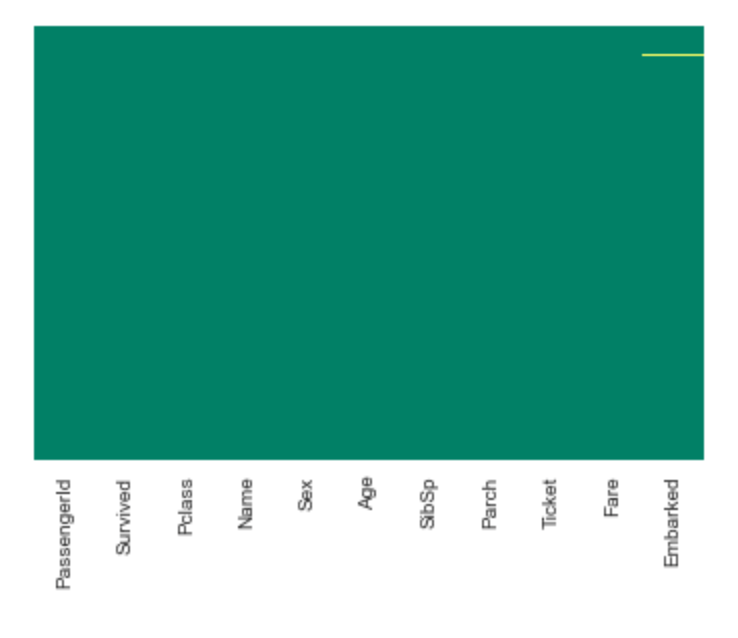 PassengerId
Survived
Pclass
Name
Sex
Age
SibSp
Parch
Ticket
Fare
Embarked